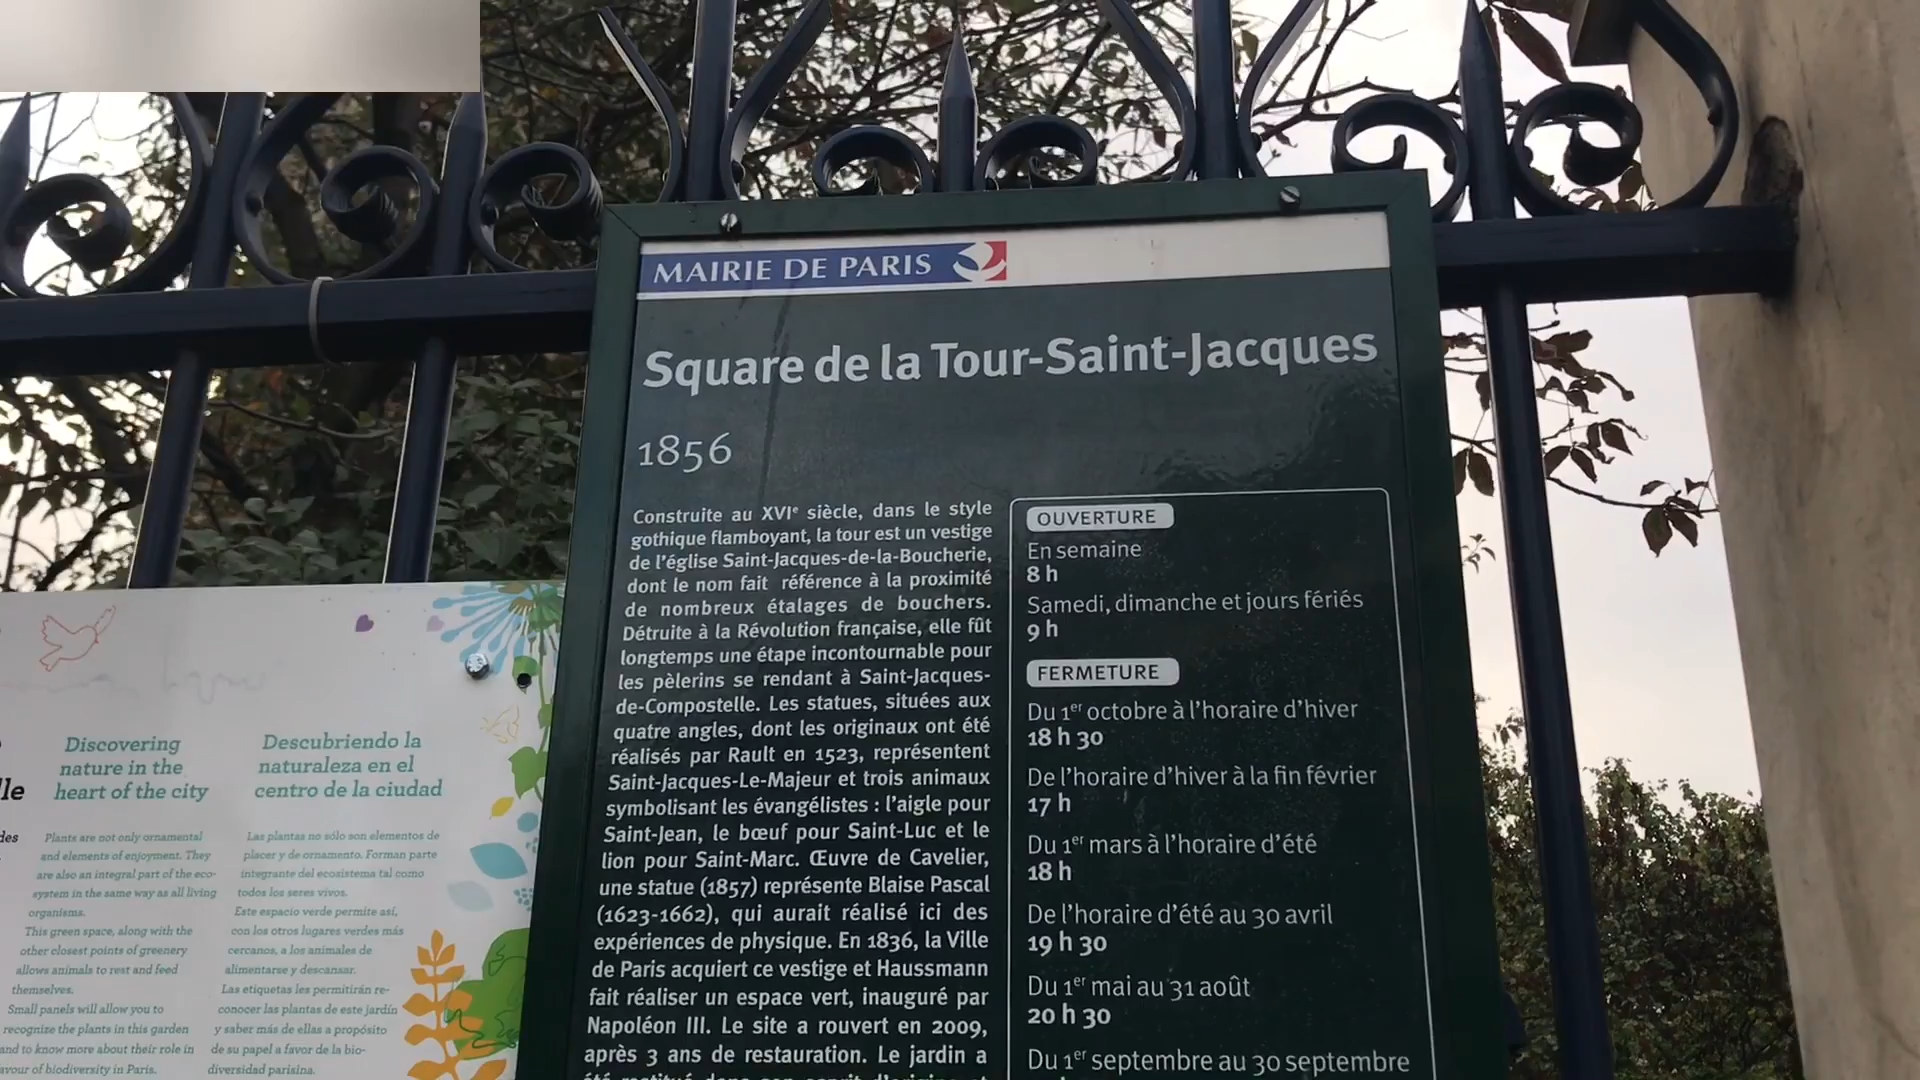 MAIRIE DE PARIS
Square de la Tour-Saint-Jacques
1856
Construite au XVIe siècle, dans le style
gothique flamboyant, la tour est un vestige
de l'église Saint-Jacques-de-la-Boucherie,
dont le nom fait référence à la proximité
de nombreux étalages de bouchers.
Détruite à la Révolution française, elle fût
longtemps une étape incontournable pour
les pèlerins se rendant à Saint-Jacques-
de-Compostelle. Les statues, situées aux
quatre angles, dont les originaux ont été
réalisés par Rault en 1523, représentent
Saint-Jacques-Le-Majeur et trois animaux
symbolisant les évangélistes : l'aigle pour
Saint-Jean, le bœuf pour Saint-Luc et le
lion pour Saint-Marc. Œuvre de Cavelier,
une statue (1857) représente Blaise Pascal
(1623-1662), qui aurait réalisé ici des
expériences de physique. En 1836, la Ville
de Paris acquiert ce vestige et Haussmann
fait réaliser un espace vert, inauguré par
Napoléon III. Le site a rouvert en 2009,
après 3 ans de restauration. Le jardin a
OUVERTURE
En semaine
8 h
Samedi, dimanche et jours fériés
9 h
FERMETURE
Du 1er octobre à l'horaire d'hiver
18 h 30
De l'horaire d'hiver à la fin février
17 h
Du 1er mars à l'horaire d'été
18 h
De l'horaire d'été au 30 avril
19 h 30
Du 1er mai au 31 août
20 h 30
Du 1er septembre au 30 septembre
lle
des
Discovering
nature in the
heart of the city
Plants are not only ornamental
and elements of enjoyment. They
are also an integral part of the eco-
system in the same way as all living
organisms.
This green space, along with the
other closest points of greenery
allows animals to rest and feed
themselves.
Small panels will allow you to
recognize the plants in this garden
and to know more about their role in
avour of biodiversity in Paris.
Descubriendo la
naturaleza en el
centro de la ciudad
Las plantas no sólo son elementos de
placer y de ornamento. Forman parte
integrante del ecosistema tal como
todos los seres vivos.
Este espacio verde permite así,
con los otros lugares verdes más
cercanos, a los animales de
alimentarse y descansar.
Las etiquetas les permitirán re-
conocer las plantas de este jardín
y saber más de ellas a propósito
de su papel a favor de la bio-
diversidad parisina.